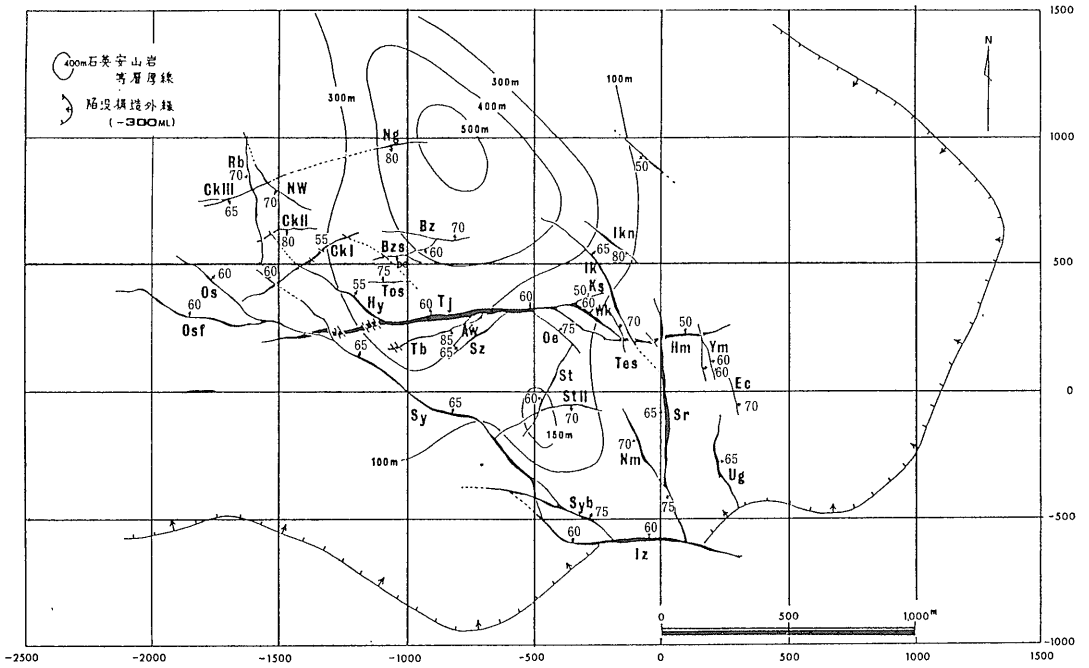 1500
N
400m石英安山岩
等層厚線
陥没構造外縁
(-300ML)
300m
300m
400m
500m
100m
1000
Ng
80
50
Rb
70
CkIII
65
70
NW
CkII
80
55
CkI
Bz
70
60
Bzs
75
Tos
Ikn
65
80
500
60
60
Os
60
Osf
55
Hy
60
Tj
60
Ik
50
Ks
60
Wk
70
Tb
Aw
85
65
Sz
Oe
75
Tes
50
Hm
Ym
60
60
65
St
60
StII
70
150m
Ec
70
0
Sy
65
65
Sr
100m
70
Nm
65
Ug
Syb
75
75
-500
60
60
Iz
0
500
1,000m
-1000
-2500
-2000
-1500
-1000
-500
0
500
1000
1500